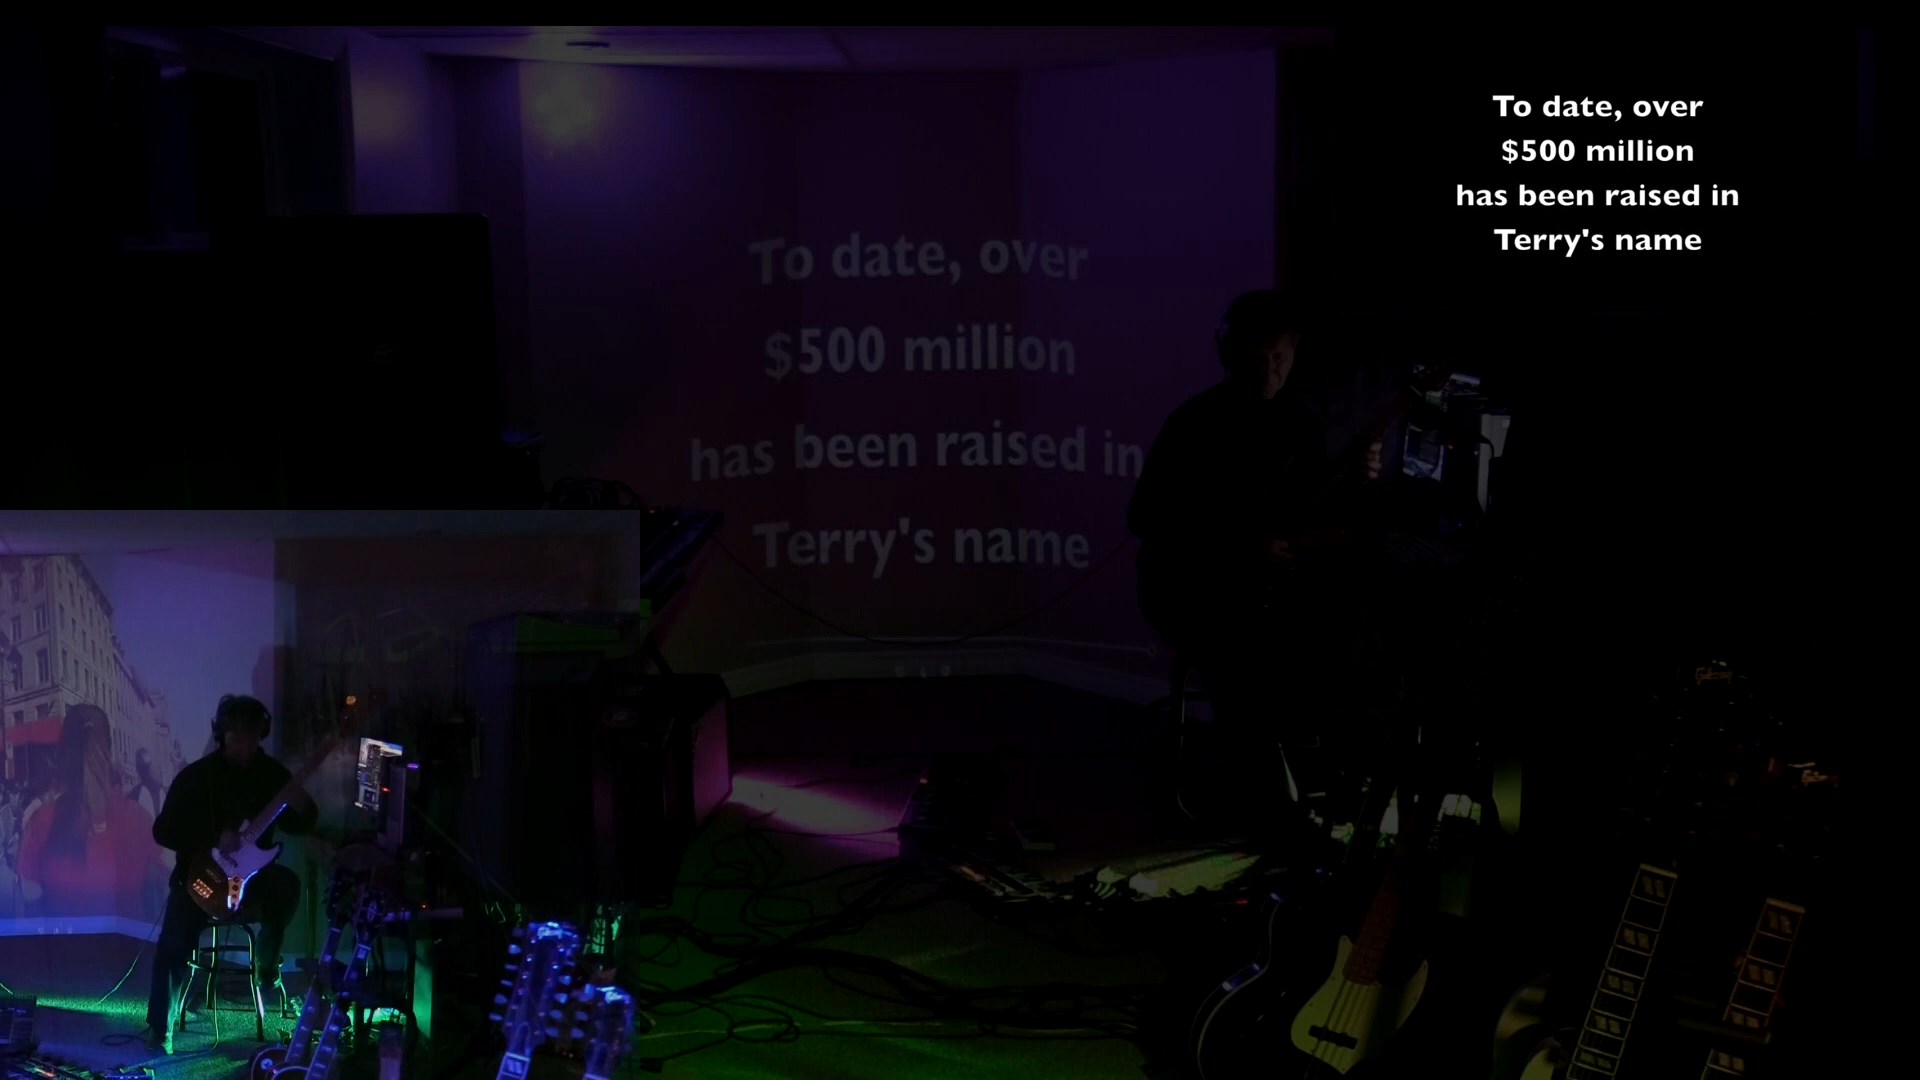 To date, over
$500 million
has been raised in
Terry's name
To date, over
$500 million
has been raised in
Terry's name